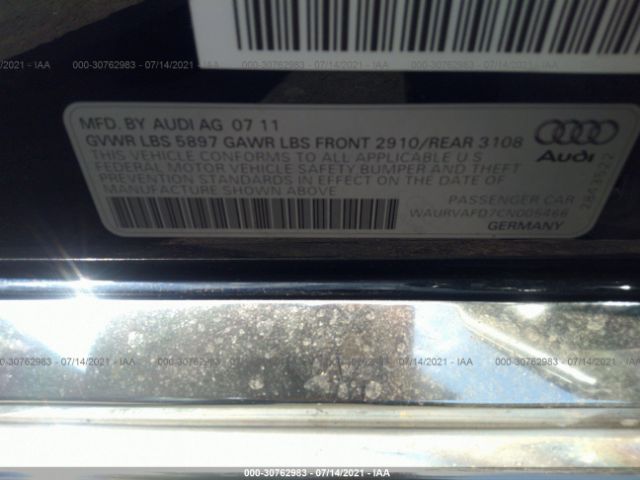 000-30762983 - 07/14/2021 - IAA
MFD. BY AUDI AG 07 11
GVWR LBS 5897 GAWR LBS FRONT 2910/REAR 3108
THIS VEHICLE CONFORMS TO ALL APPLICABLE U S
FEDERAL MOTOR VEHICLE SAFETY BUMPER AND THEFT
PREVENTION STANDARDS IN EFFECT ON THE DATE OF
MANUFACTURE SHOWN ABOVE
Audi
PASSENGER CAR
WAURVAFD7CN005466
GERMANY
000-30762983 - 07/14/2021 - IAA
000-30762983 - 07/14/2021 - IAA